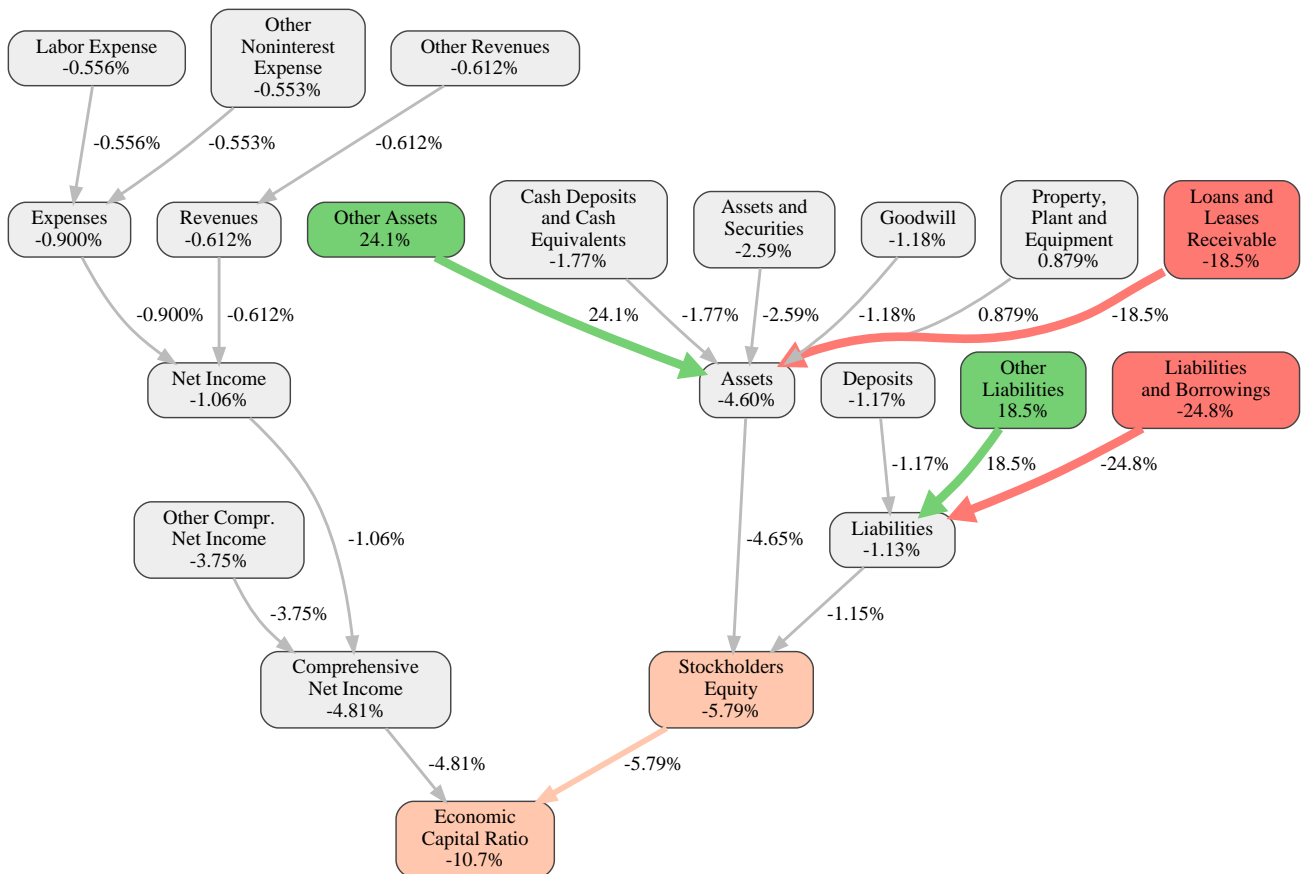 Labor Expense
-0.556%
Other
Noninterest
Expense
-0.553%
Other Revenues
-0.612%
-0.556%
-0.553%
-0.612%
Expenses
-0.900%
Revenues
-0.612%
Other Assets
24.1%
Cash Deposits
and Cash
Equivalents
-1.77%
Assets and
Securities
-2.59%
Goodwill
-1.18%
Property,
Plant and
Equipment
0.879%
Loans and
Leases
Receivable
-18.5%
-0.900%
-0.612%
24.1%
-1.77%
-2.59%
-1.18%
0.879%
-18.5%
Net Income
-1.06%
Assets
-4.60%
Deposits
-1.17%
Other
Liabilities
18.5%
Liabilities
and Borrowings
-24.8%
-1.17%
18.5%
-24.8%
Other Compr.
Net Income
-3.75%
-1.06%
-4.65%
Liabilities
-1.13%
-3.75%
-1.15%
Comprehensive
Net Income
-4.81%
Stockholders
Equity
-5.79%
-4.81%
-5.79%
Economic
Capital Ratio
-10.7%